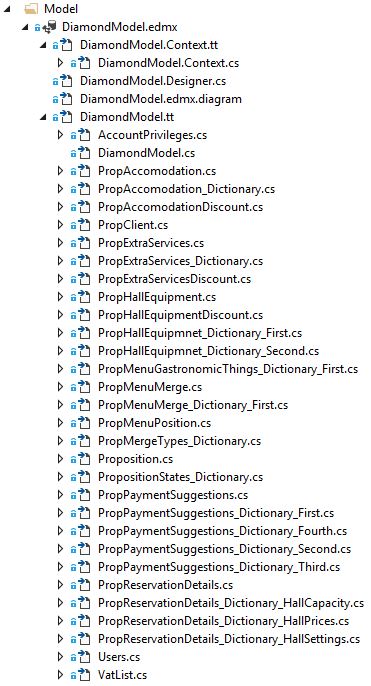 Model
DiamondModel.edmx
DiamondModel.Context.tt
DiamondModel.Context.cs
DiamondModel.Designer.cs
DiamondModel.edmx.diagram
DiamondModel.tt
AccountPrivileges.cs
DiamondModel.cs
PropAccomodation.cs
PropAccomodation_Dictionary.cs
PropAccomodationDiscount.cs
PropClient.cs
PropExtraServices.cs
PropExtraServices_Dictionary.cs
PropExtraServicesDiscount.cs
PropHallEquipment.cs
PropHallEquipmentDiscount.cs
PropHallEquipmnet_Dictionary_First.cs
PropHallEquipmnet_Dictionary_Second.cs
PropMenuGastronomicThings_Dictionary_First.cs
PropMenuMerge.cs
PropMenuMerge_Dictionary_First.cs
PropMenuPosition.cs
PropMergeTypes_Dictionary.cs
Proposition.cs
PropositionStates_Dictionary.cs
PropPaymentSuggestions.cs
PropPaymentSuggestions_Dictionary_First.cs
PropPaymentSuggestions_Dictionary_Fourth.cs
PropPaymentSuggestions_Dictionary_Second.cs
PropPaymentSuggestions_Dictionary_Third.cs
PropReservationDetails.cs
PropReservationDetails_Dictionary_HallCapacity.cs
PropReservationDetails_Dictionary_HallPrices.cs
PropReservationDetails_Dictionary_HallSettings.cs
Users.cs
VatList.cs